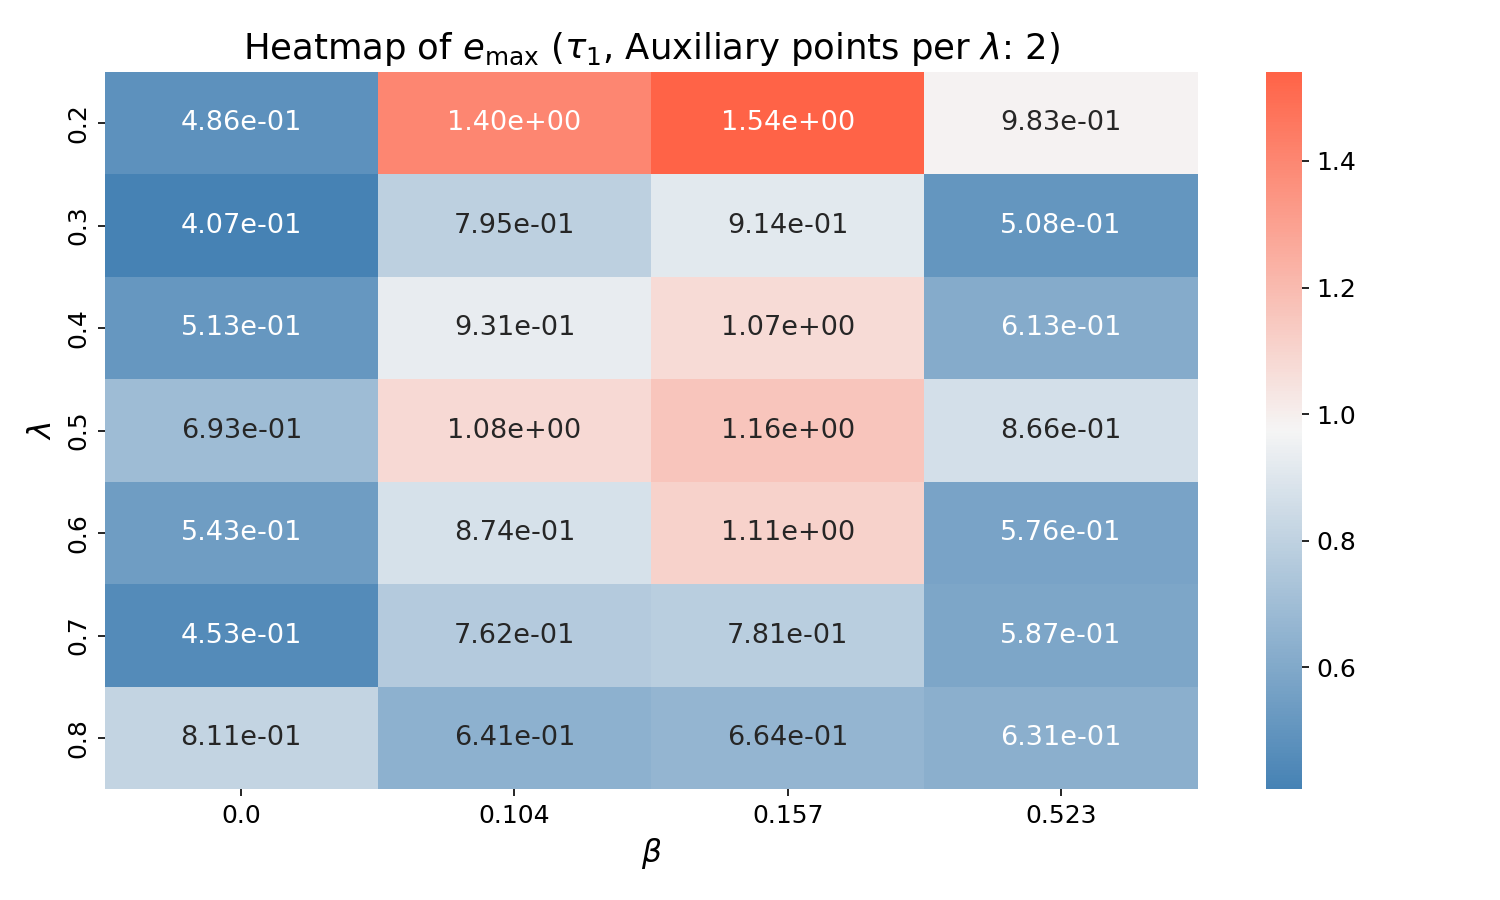 Heatmap of e_max (τ_1, Auxiliary points per λ: 2)
0.2 4.86e-01 1.40e+00 1.54e+00 9.83e-01
0.3 4.07e-01 7.95e-01 9.14e-01 5.08e-01
0.4 5.13e-01 9.31e-01 1.07e+00 6.13e-01
0.5 6.93e-01 1.08e+00 1.16e+00 8.66e-01
0.6 5.43e-01 8.74e-01 1.11e+00 5.76e-01
0.7 4.53e-01 7.62e-01 7.81e-01 5.87e-01
0.8 8.11e-01 6.41e-01 6.64e-01 6.31e-01
λ
0.0 0.104 0.157 0.523
β
1.4
1.2
1.0
0.8
0.6